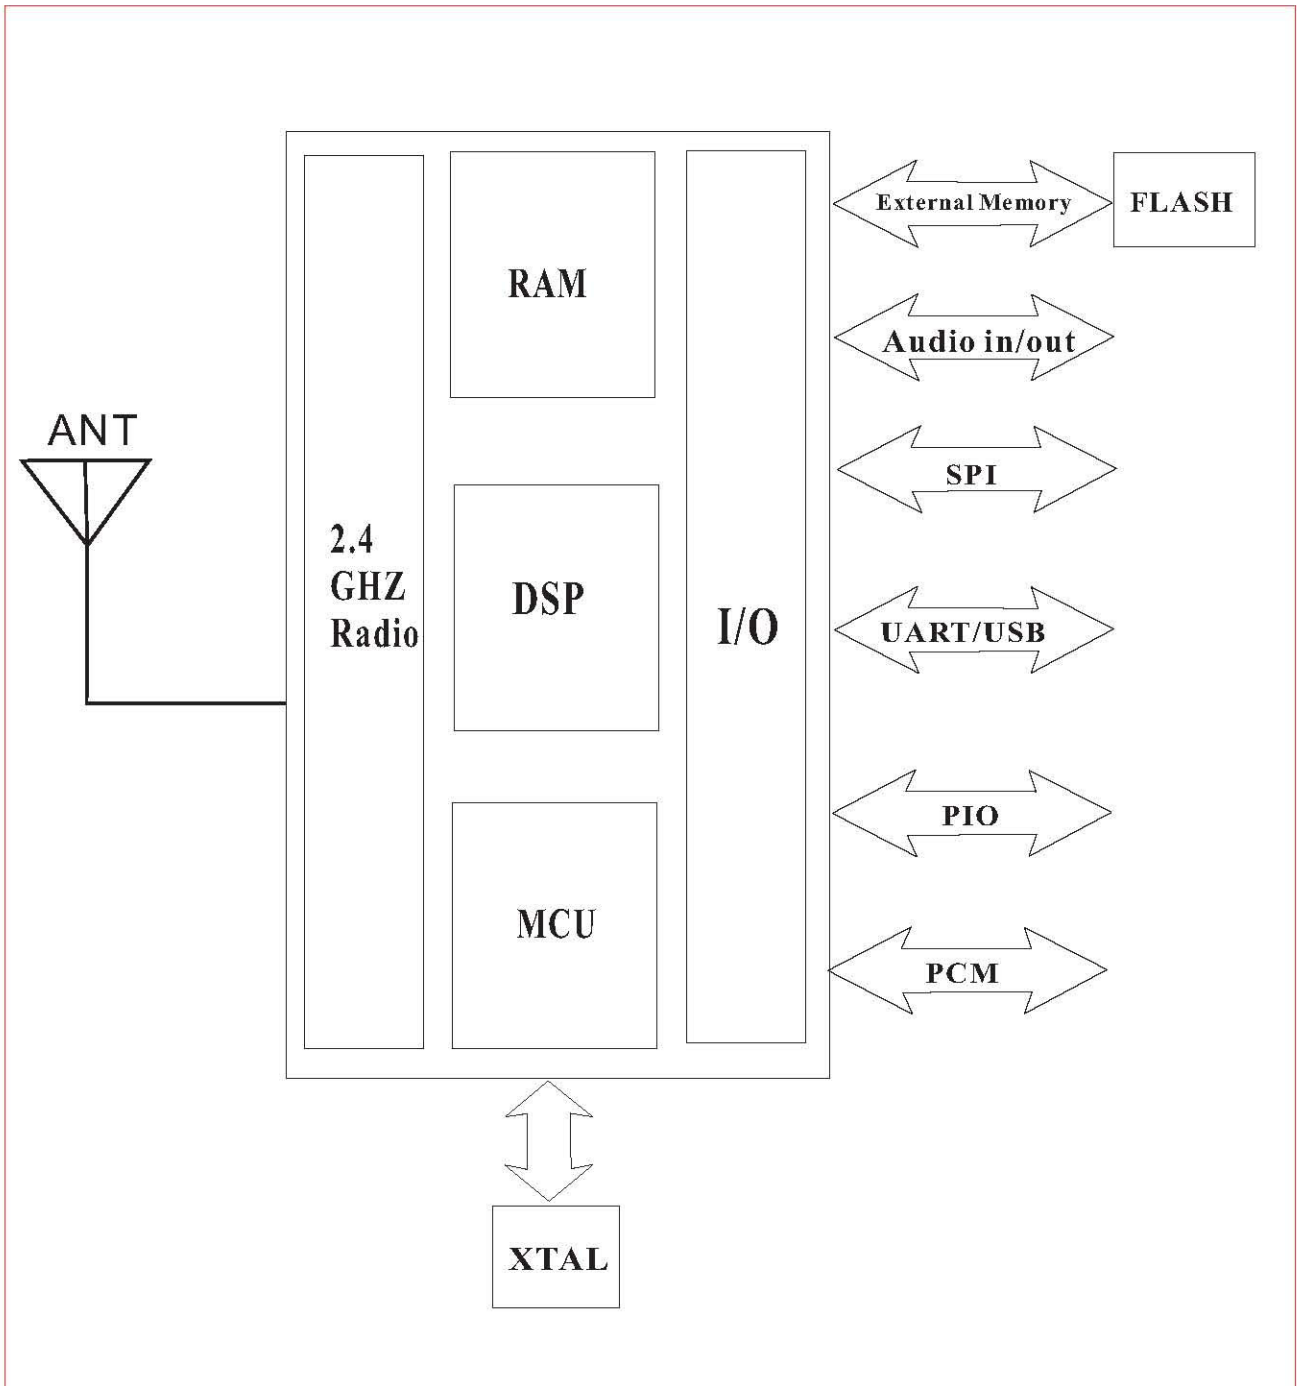 ANT
2.4
GHZ
Radio
RAM
DSP
MCU
I/O
External Memory
FLASH
Audio in/out
SPI
UART/USB
PIO
PCM
XTAL